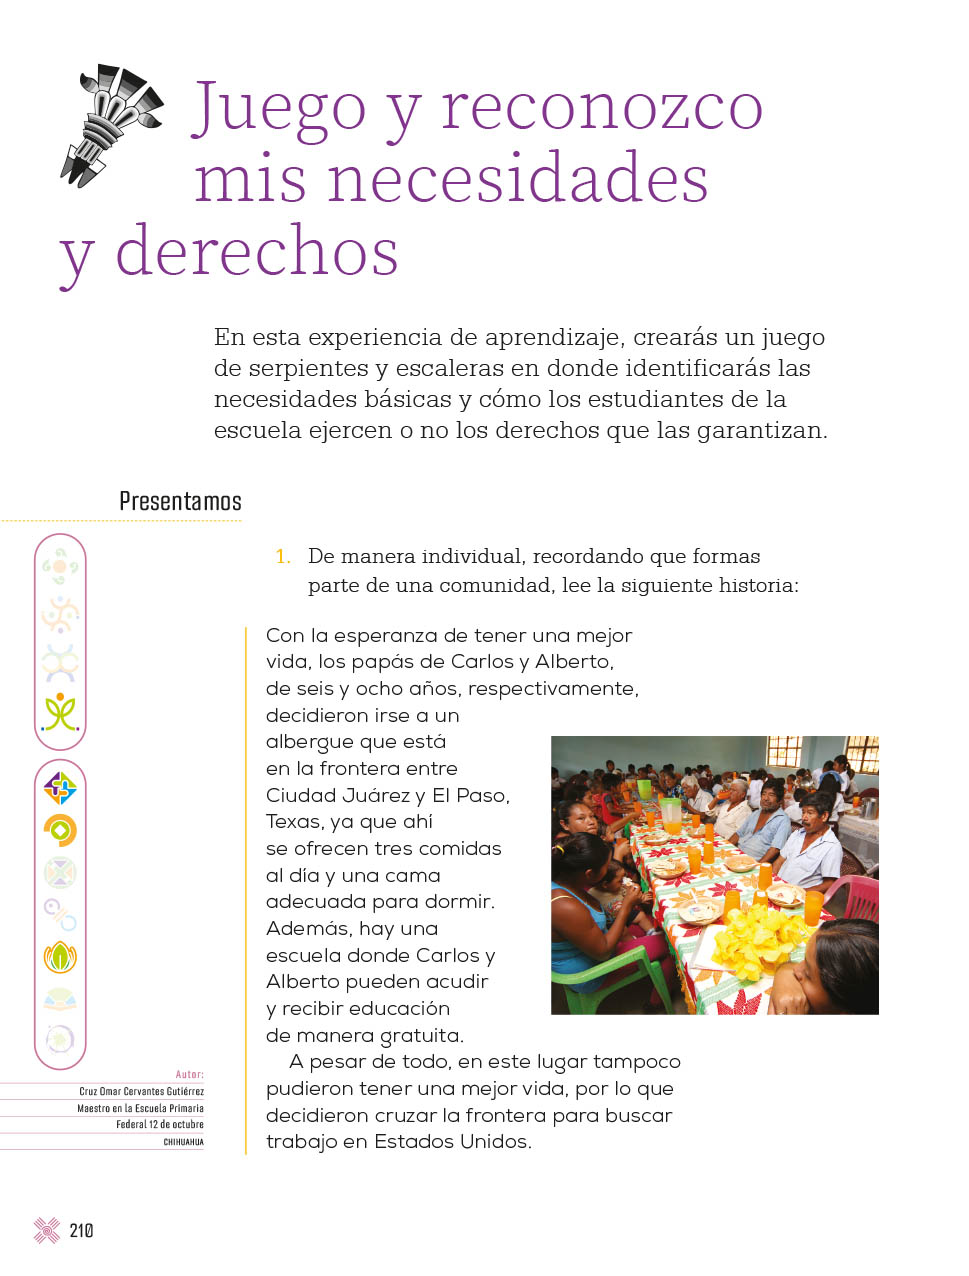 Juego y reconozco
mis necesidades
y derechos
En esta experiencia de aprendizaje, crearás un juego
de serpientes y escaleras en donde identificarás las
necesidades básicas y cómo los estudiantes de la
escuela ejercen o no los derechos que las garantizan.
Presentamos
1. De manera individual, recordando que formas
parte de una comunidad, lee la siguiente historia:
Con la esperanza de tener una mejor
vida, los papás de Carlos y Alberto,
de seis y ocho años, respectivamente,
decidieron irse a un
albergue que está
en la frontera entre
Ciudad Juárez y El Paso,
Texas, ya que ahí
se ofrecen tres comidas
al día y una cama
adecuada para dormir.
Además, hay una
escuela donde Carlos y
Alberto pueden acudir
y recibir educación
de manera gratuita.
A pesar de todo, en este lugar tampoco
pudieron tener una mejor vida, por lo que
decidieron cruzar la frontera para buscar
trabajo en Estados Unidos.
Autor:
Cruz Omar Cervantes Gutiérrez
Maestro en la Escuela Primaria
Federal 12 de octubre
CHIHUAHUA
210